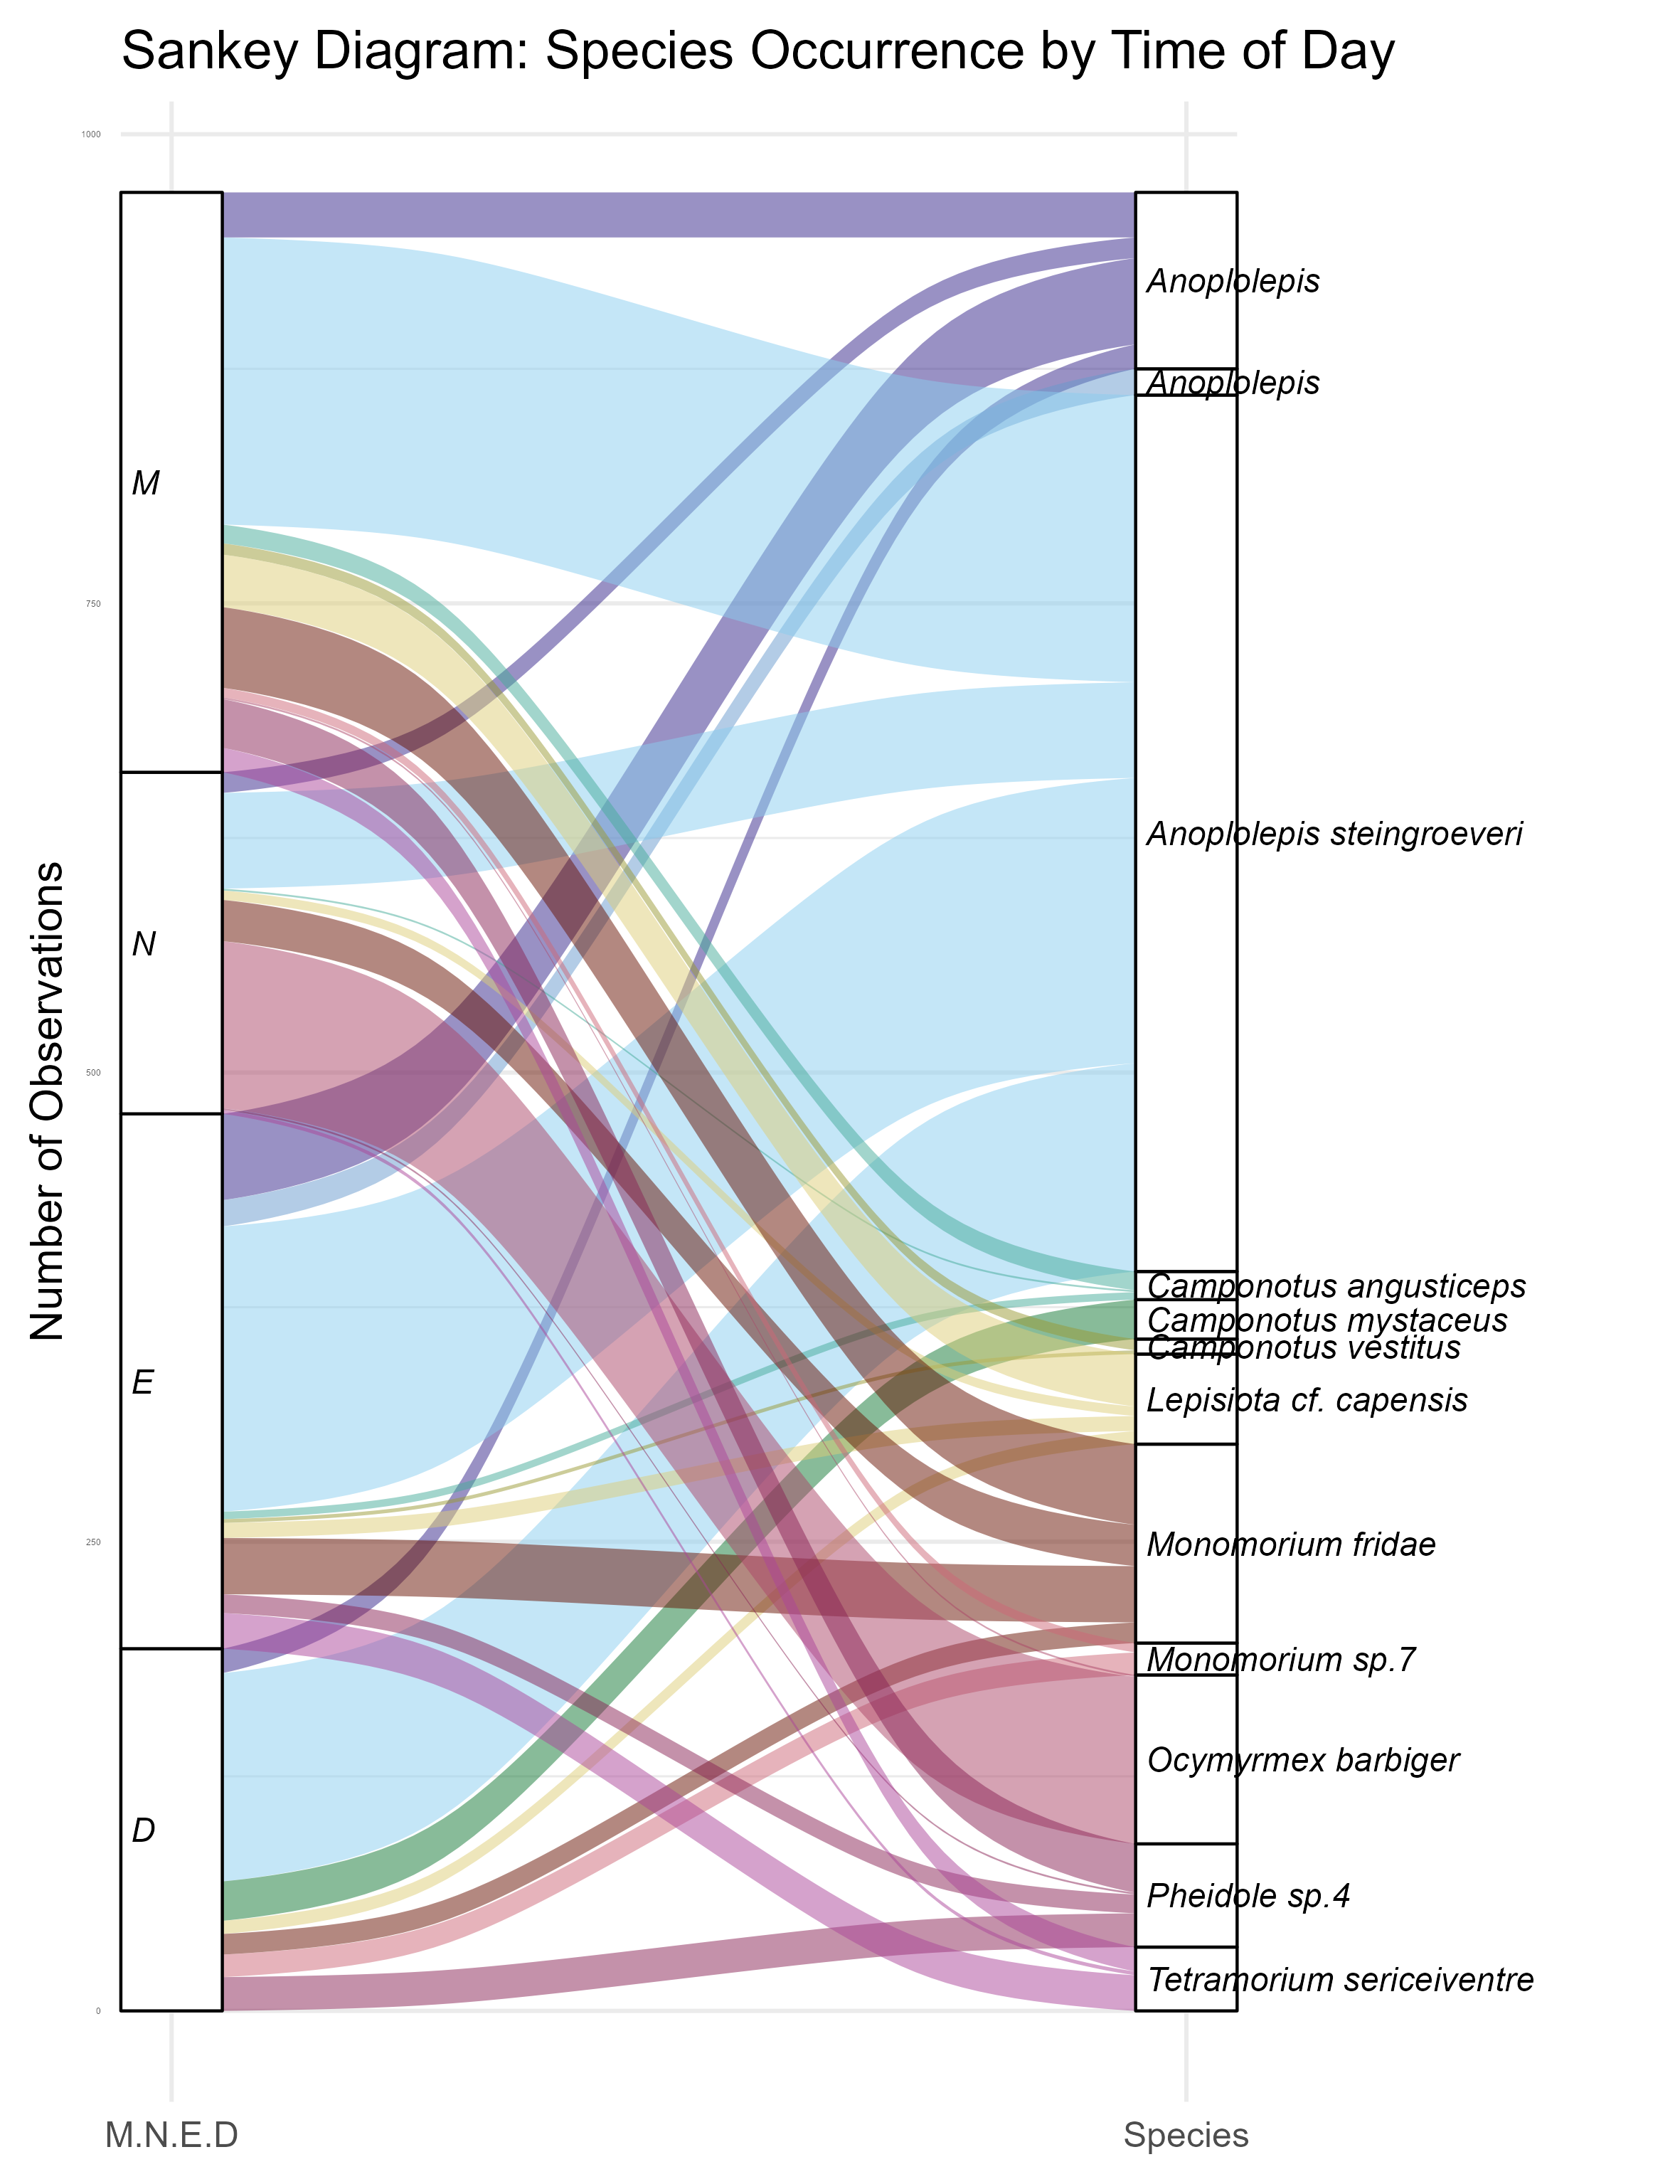 Sankey Diagram: Species Occurrence by Time of Day
1000
750
500
250
0
Number of Observations
M
N
E
D
Anoplolepis
Anoplolepis
Anoplolepis steingroeveri
Camponotus angusticeps
Camponotus mystaceus
Camponotus vestitus
Lepisiota cf. capensis
Monomorium fridae
Monomorium sp.7
Ocymyrmex barbiger
Pheidole sp.4
Tetramorium sericeiventre
M.N.E.D
Species